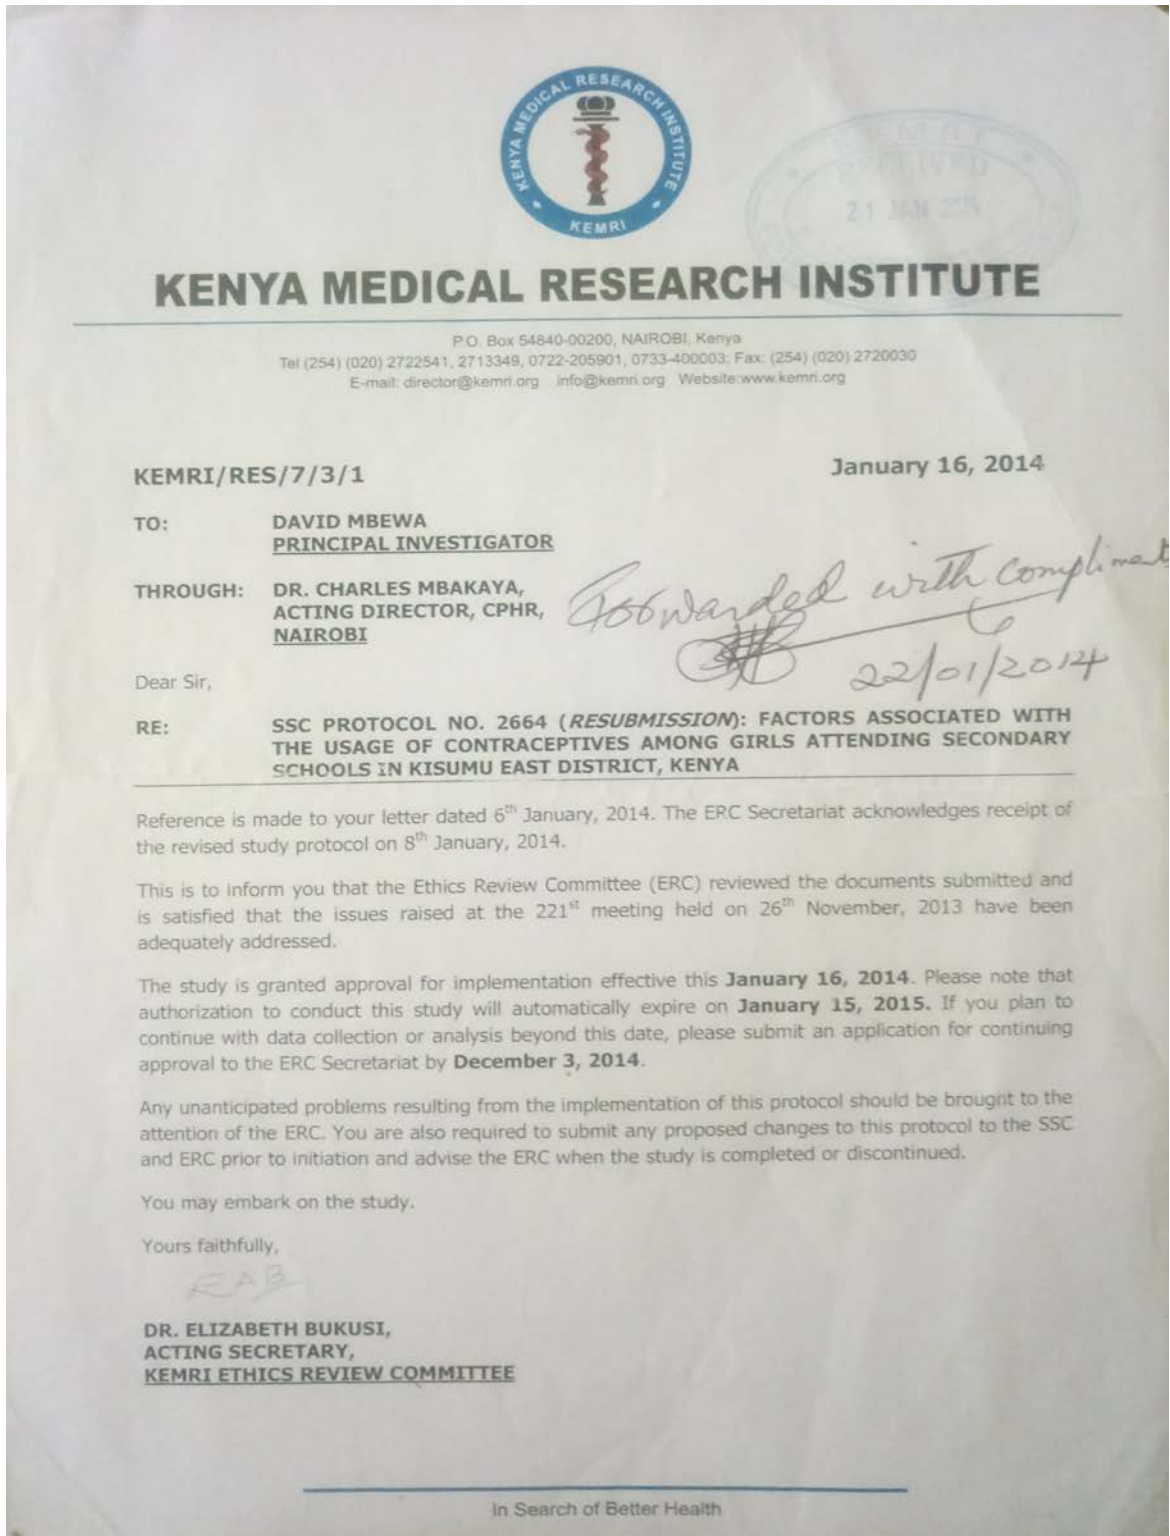 KENYA MEDICAL RESEARCH INSTITUTE
KEMRI
21 JAN
KENYA MEDICAL RESEARCH INSTITUTE
P.O. Box 54840-00200, NAIROBI, Kenya
Tel (254) (020) 2722541, 2713349, 0722-205901, 0733-400003; Fax: (254) (020) 2720030
E-mail: director@kemri.org info@kemri.org Website:www.kemri.org
KEMRI/RES/7/3/1 January 16, 2014
TO: DAVID MBEWA
PRINCIPAL INVESTIGATOR
THROUGH: DR. CHARLES MBAKAYA,
ACTING DIRECTOR, CPHR,
NAIROBI
Forwarded with compliments
22/01/2014
Dear Sir,
RE: SSC PROTOCOL NO. 2664 (RESUBMISSION): FACTORS ASSOCIATED WITH
THE USAGE OF CONTRACEPTIVES AMONG GIRLS ATTENDING SECONDARY
SCHOOLS IN KISUMU EAST DISTRICT, KENYA
Reference is made to your letter dated 6th January, 2014. The ERC Secretariat acknowledges receipt of
the revised study protocol on 8th January, 2014.
This is to inform you that the Ethics Review Committee (ERC) reviewed the documents submitted and
is satisfied that the issues raised at the 221st meeting held on 26th November, 2013 have been
adequately addressed.
The study is granted approval for implementation effective this January 16, 2014. Please note that
authorization to conduct this study will automatically expire on January 15, 2015. If you plan to
continue with data collection or analysis beyond this date, please submit an application for continuing
approval to the ERC Secretariat by December 3, 2014.
Any unanticipated problems resulting from the implementation of this protocol should be brought to the
attention of the ERC. You are also required to submit any proposed changes to this protocol to the SSC
and ERC prior to initiation and advise the ERC when the study is completed or discontinued.
You may embark on the study.
Yours faithfully,
EAB
DR. ELIZABETH BUKUSI,
ACTING SECRETARY,
KEMRI ETHICS REVIEW COMMITTEE
In Search of Better Health